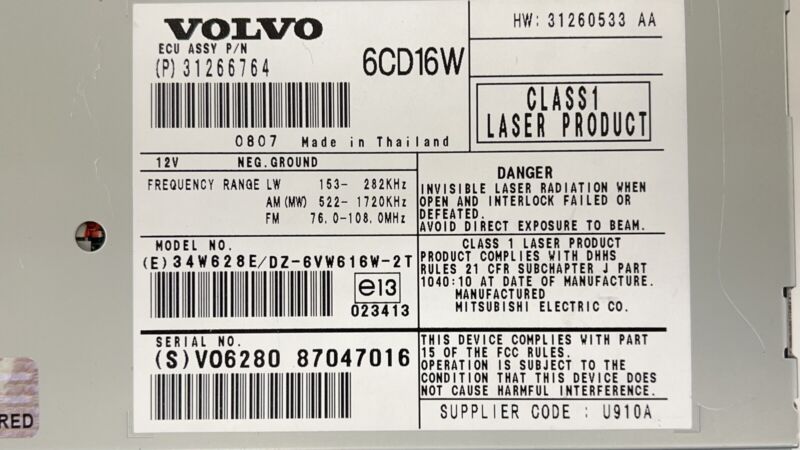 VOLVO
ECU ASSY P/N
(P) 31266764
6CD16W
HW: 31260533 AA
CLASS1
LASER PRODUCT
0807 Made in Thailand
12V NEG.GROUND
FREQUENCY RANGE LW 153- 282KHz
AM(MW) 522- 1720KHz
FM 76.0-108.0MHz
DANGER
INVISIBLE LASER RADIATION WHEN
OPEN AND INTERLOCK FAILED OR
DEFEATED.
AVOID DIRECT EXPOSURE TO BEAM.
MODEL NO.
(E) 34W628E/DZ-6VW616W-2T
e13
023413
CLASS 1 LASER PRODUCT
PRODUCT COMPLIES WITH DHHS
RULES 21 CFR SUBCHAPTER J PART
1040:10 AT DATE OF MANUFACTURE.
MANUFACTURED
MITSUBISHI ELECTRIC CO.
SERIAL NO.
(S) V06280 87047016
THIS DEVICE COMPLIES WITH PART
15 OF THE FCC RULES.
OPERATION IS SUBJECT TO THE
CONDITION THAT THIS DEVICE DOES
NOT CAUSE HARMFUL INTERFERENCE.
SUPPLIER CODE : U910A
RED